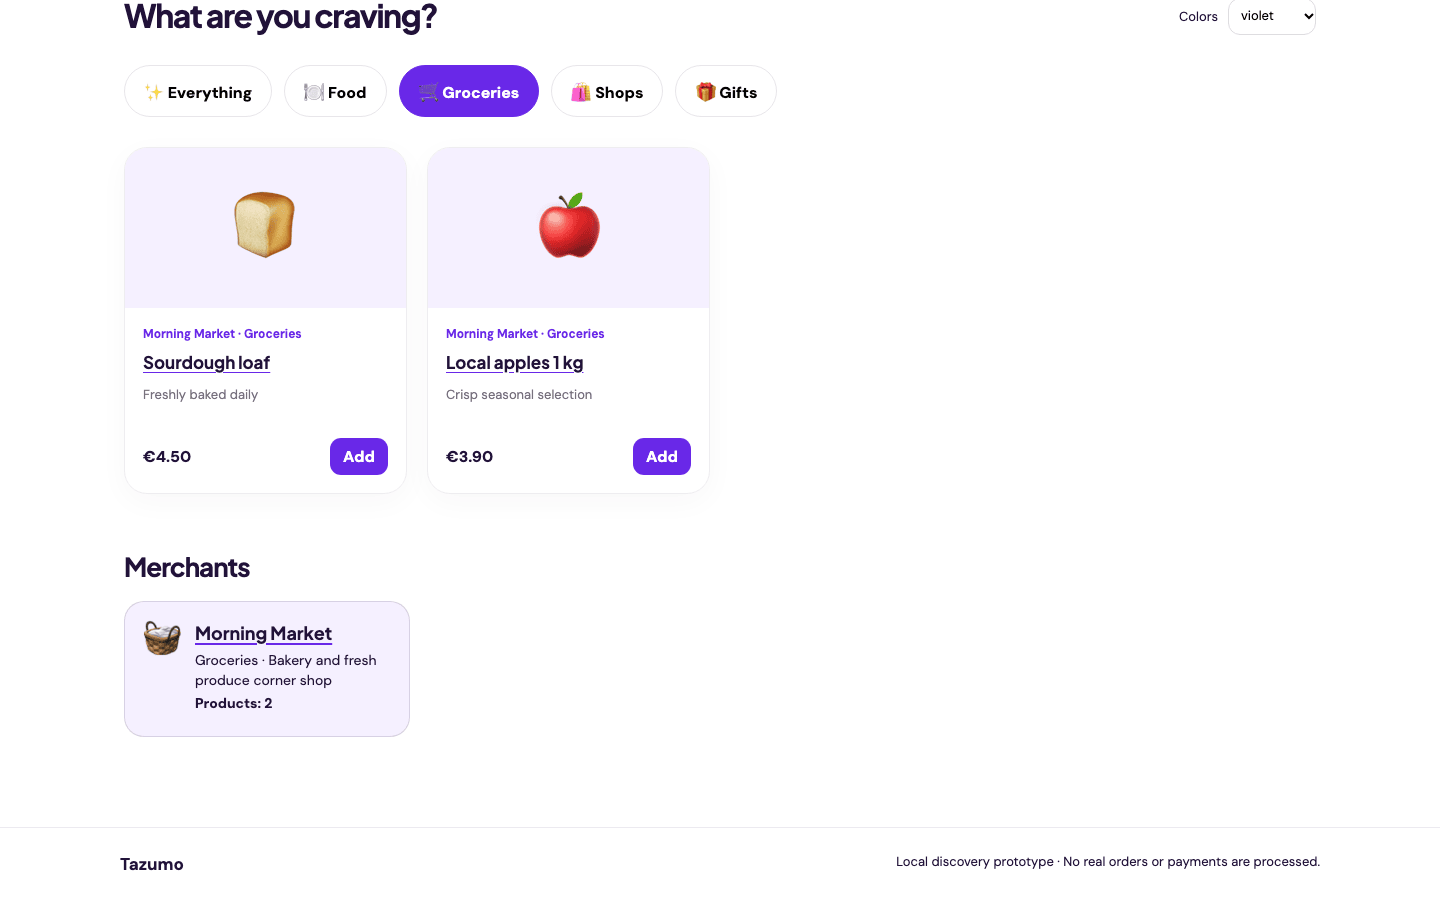 What are you craving?
Colors
violet
Everything
Food
Groceries
Shops
Gifts
Morning Market · Groceries
Sourdough loaf
Freshly baked daily
€4.50
Add
Morning Market · Groceries
Local apples 1 kg
Crisp seasonal selection
€3.90
Add
Merchants
Morning Market
Groceries · Bakery and fresh
produce corner shop
Products: 2
Tazumo
Local discovery prototype · No real orders or payments are processed.